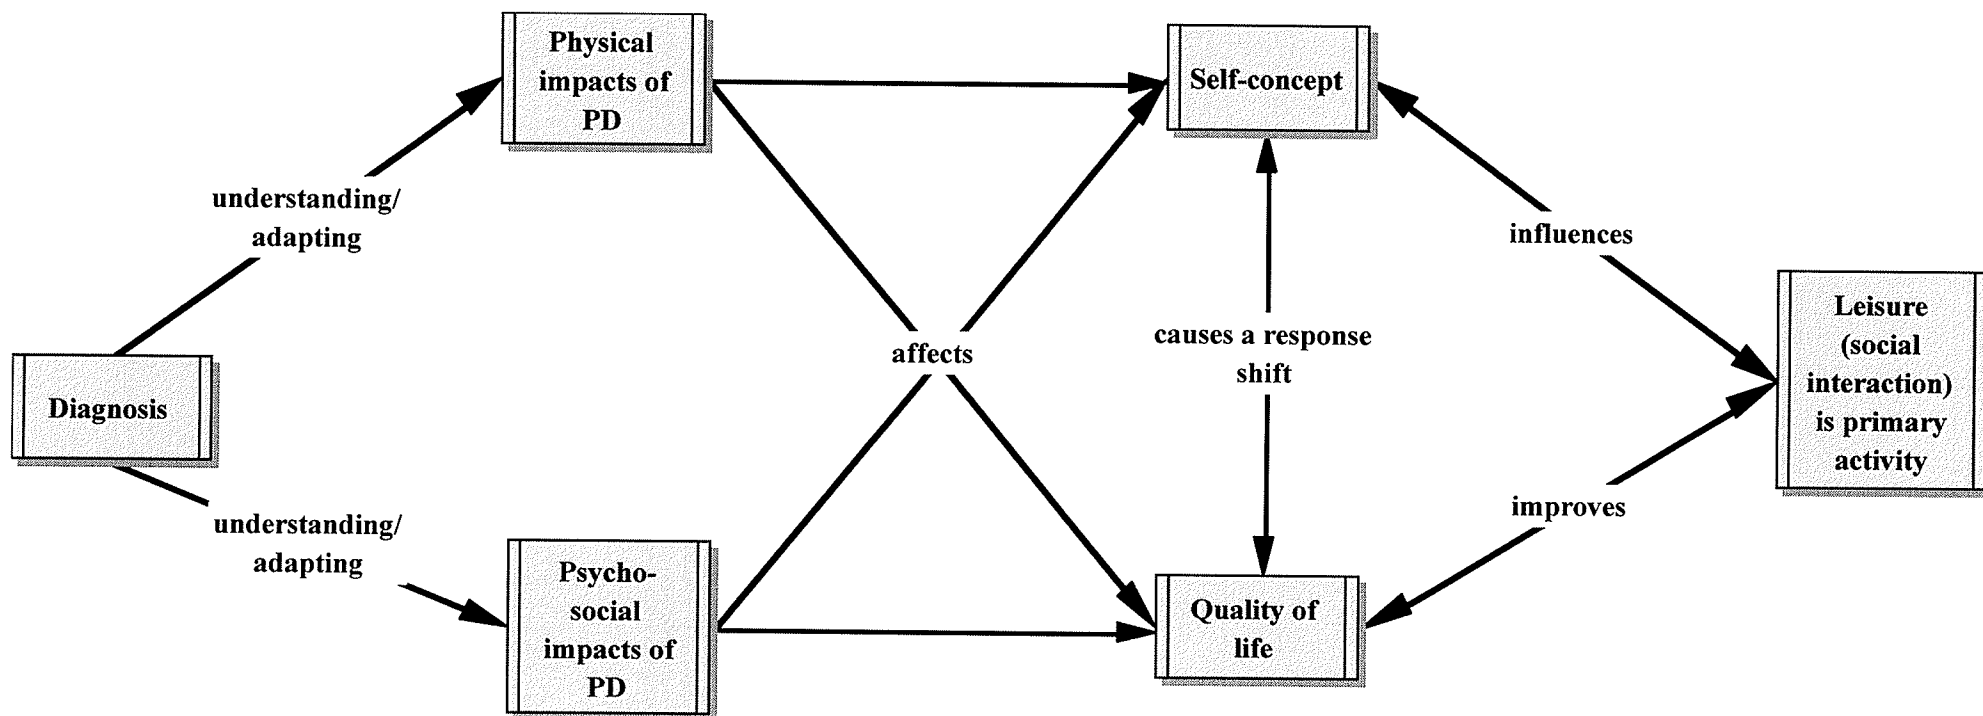 Physical
impacts of
PD
Self-concept
understanding/
adapting
influences
Leisure
(social
interaction)
is primary
activity
affects
causes a response
shift
Diagnosis
understanding/
adapting
improves
Psycho-
social
impacts of
PD
Quality of
life